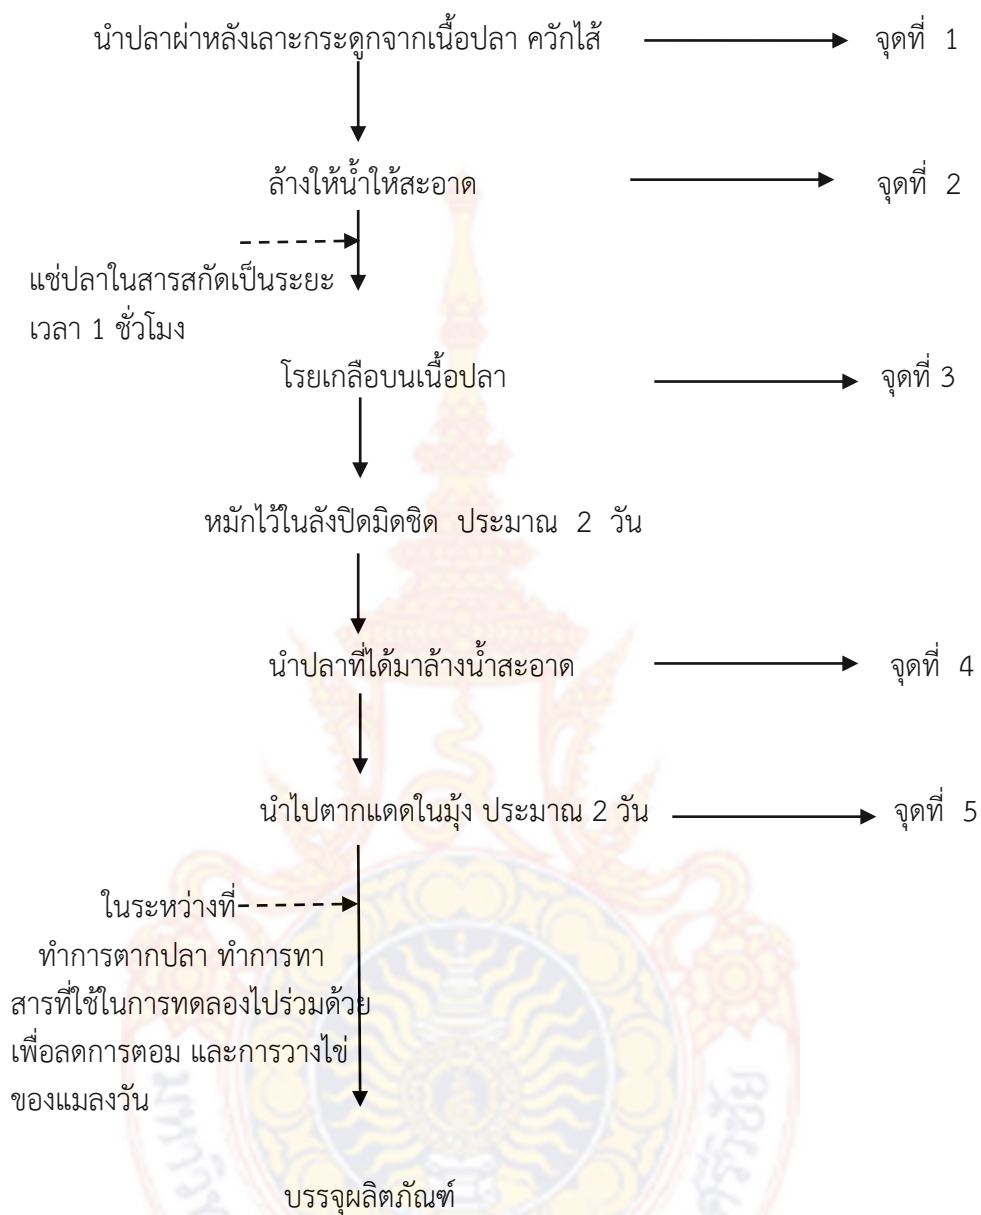 นำปลาผ่าหลังเลาะกระดูกจากเนื้อปลา ควักไส้ จุดที่ 1
ล้างให้น้ำให้สะอาด จุดที่ 2
แช่ปลาในสารสกัดเป็นระยะ
เวลา 1 ชั่วโมง
โรยเกลือบนเนื้อปลา จุดที่ 3
หมักไว้ในลังปิดมิดชิด ประมาณ 2 วัน
นำปลาที่ได้มาล้างน้ำสะอาด จุดที่ 4
นำไปตากแดดในมุ้ง ประมาณ 2 วัน จุดที่ 5
ในระหว่างที่
ทำการตากปลา ทำการทา
สารที่ใช้ในการทดลองไปร่วมด้วย
เพื่อลดการตอม และการวางไข่
ของแมลงวัน
บรรจุผลิตภัณฑ์